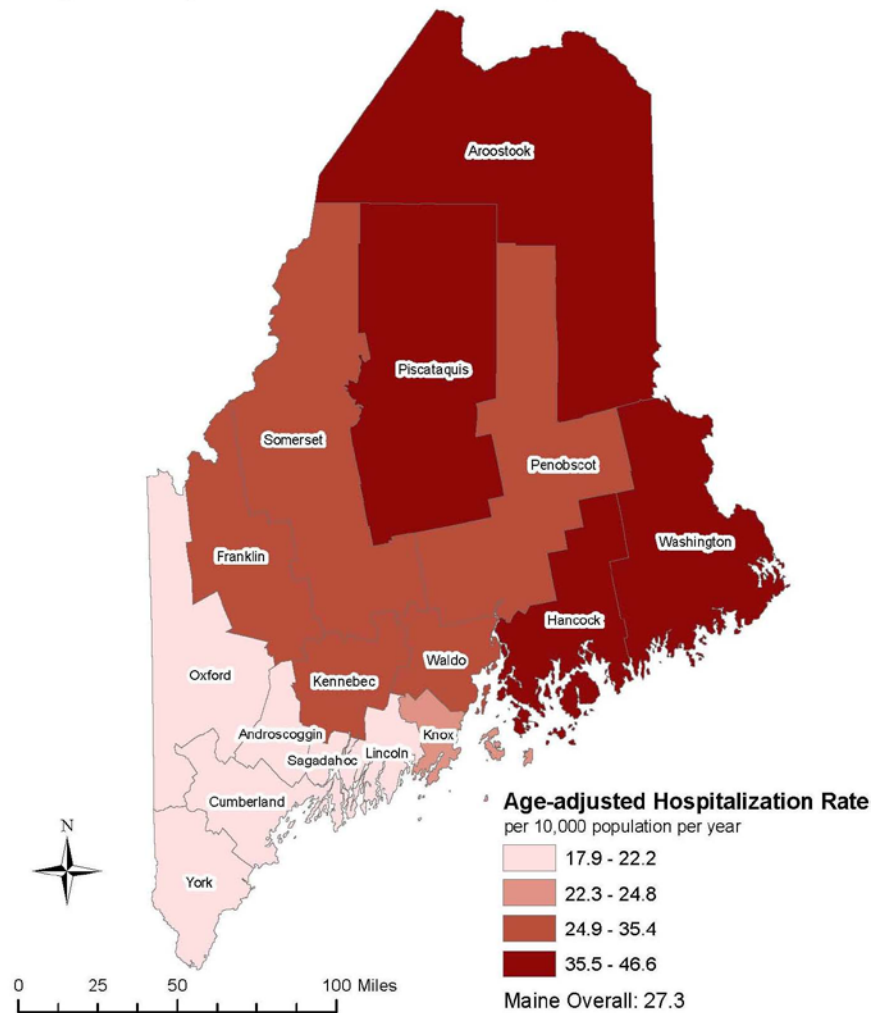 Aroostook
Piscataquis
Somerset
Penobscot
Washington
Franklin
Hancock
Waldo
Oxford
Kennebec
Androscoggin
Knox
Lincoln
Sagadahoc
Cumberland
York
N
Age-adjusted Hospitalization Rate
per 10,000 population per year
17.9 - 22.2
22.3 - 24.8
24.9 - 35.4
35.5 - 46.6
Maine Overall: 27.3
0 25 50 100 Miles